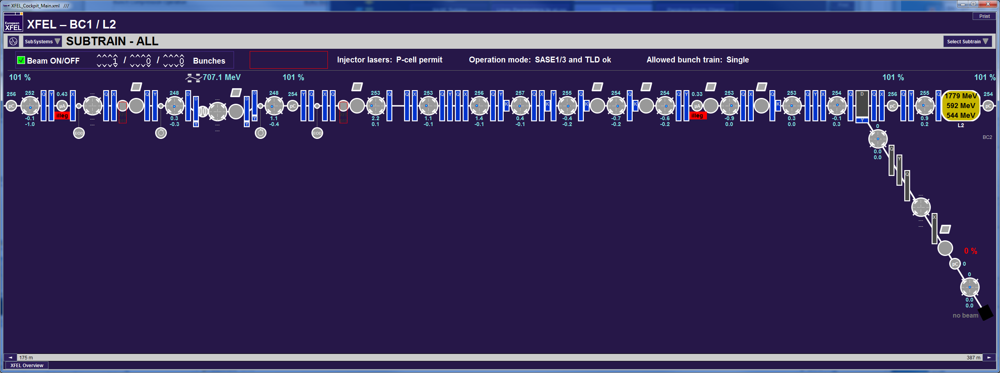 XFEL_Cockpit_Main.xml ///
Print
European
XFEL
XFEL – BC1 / L2
SubSystems
SUBTRAIN - ALL
Select Subtrain
Beam ON/OFF 1 / 0 / 0 Bunches
Injector lasers: P-cell permit
Operation mode: SASE1/3 and TLD ok
Allowed bunch train: Single
101 % 707.1 MeV 101 % 101 % 101 %
256 252 Q Y 0.43 X --- Q X Q Y 248 D D --- D D 248 254 Y Q X Q 253 Q Q X 253 Q Y Q X 256 Q Y 257 Q X Y 255 Q 254 Q 254 Q Y 0.33 253 Q X Q 253 Q Y X 254 Q D Q X 256 Q Y 255 Q 1779 MeV 254
pC µA pC K K K K µA K pC 592 MeV pC
illeg illeg 544 MeV
-0.1 --- 0.3 --- Y 1.1 2.2 1.1 1.4 0.4 -0.4 -0.7 -0.6 -0.9 0.3 -0.1 Y 0.9
-1.0 --- -0.3 Y --- Y -0.4 0.1 -0.1 -0.1 -0.1 -0.2 -0.2 -0.2 0.0 0.0 0.3 0.2 L2
EOD EOD
0
BC2
0.0
0.0
Q
Y
Q
---
---
---
X
0 %
pC 0
0
0.0
0.0
no beam
175 m
387 m
XFEL Overview